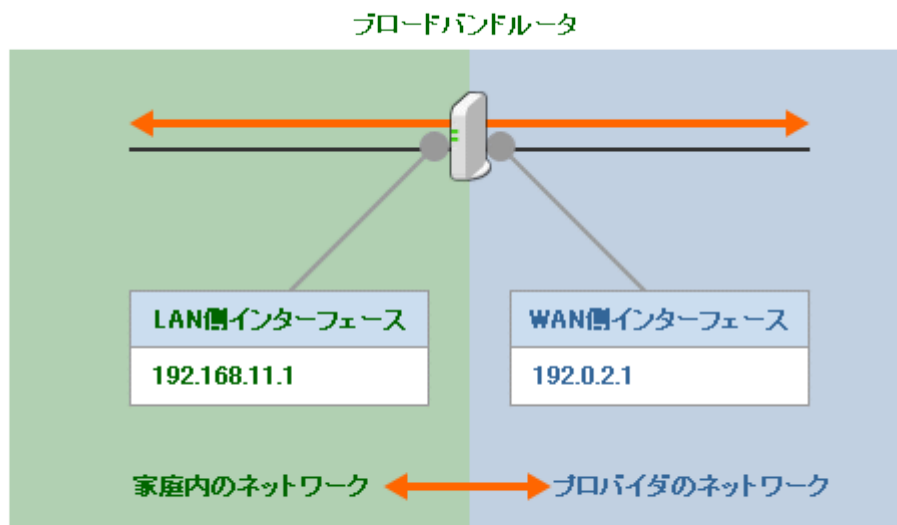 ブロードバンドルータ
LAN側インターフェース
192.168.11.1
WAN側インターフェース
192.0.2.1
家庭内のネットワーク
プロバイダのネットワーク